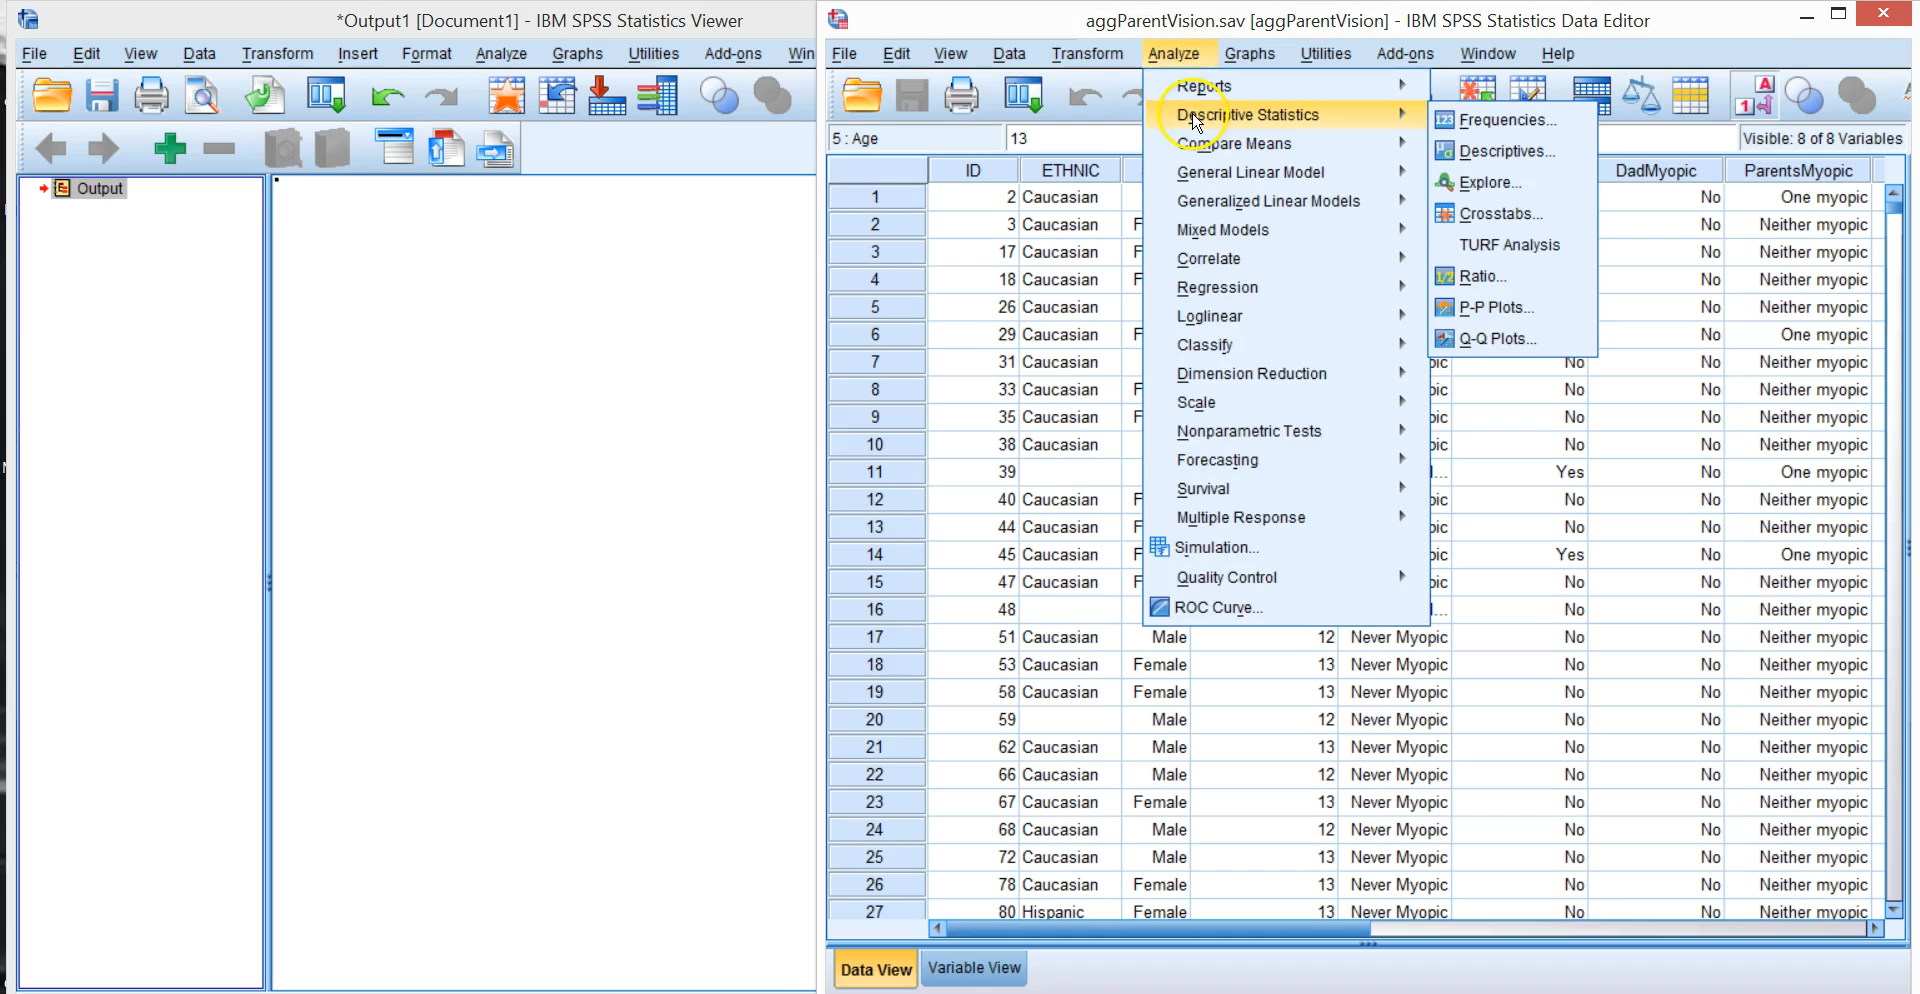 *Output1 [Document1] - IBM SPSS Statistics Viewer
File Edit View Data Transform Insert Format Analyze Graphs Utilities Add-ons Win
Output
aggParentVision.sav [aggParentVision] - IBM SPSS Statistics Data Editor
File Edit View Data Transform Analyze Graphs Utilities Add-ons Window Help
5 : Age 13 Visible: 8 of 8 Variables
Reports
Descriptive Statistics
Compare Means
General Linear Model
Generalized Linear Models
Mixed Models
Correlate
Regression
Loglinear
Classify
Dimension Reduction
Scale
Nonparametric Tests
Forecasting
Survival
Multiple Response
Simulation...
Quality Control
ROC Curve...
Frequencies...
Descriptives...
Explore...
Crosstabs...
TURF Analysis
Ratio...
P-P Plots...
Q-Q Plots...
ID ETHNIC DadMyopic ParentsMyopic
1 2 Caucasian No One myopic
2 3 Caucasian F No Neither myopic
3 17 Caucasian F No Neither myopic
4 18 Caucasian F No Neither myopic
5 26 Caucasian No Neither myopic
6 29 Caucasian F No One myopic
7 31 Caucasian pic No No Neither myopic
8 33 Caucasian F pic No No Neither myopic
9 35 Caucasian F pic No No Neither myopic
10 38 Caucasian pic No No Neither myopic
11 39 l... Yes No One myopic
12 40 Caucasian F pic No No Neither myopic
13 44 Caucasian F pic No No Neither myopic
14 45 Caucasian F pic Yes No One myopic
15 47 Caucasian F pic No No Neither myopic
16 48 l... No No Neither myopic
17 51 Caucasian Male 12 Never Myopic No No Neither myopic
18 53 Caucasian Female 13 Never Myopic No No Neither myopic
19 58 Caucasian Female 13 Never Myopic No No Neither myopic
20 59 Male 12 Never Myopic No No Neither myopic
21 62 Caucasian Male 13 Never Myopic No No Neither myopic
22 66 Caucasian Male 12 Never Myopic No No Neither myopic
23 67 Caucasian Female 13 Never Myopic No No Neither myopic
24 68 Caucasian Male 12 Never Myopic No No Neither myopic
25 72 Caucasian Male 13 Never Myopic No No Neither myopic
26 78 Caucasian Female 13 Never Myopic No No Neither myopic
27 80 Hispanic Female 13 Never Myopic No No Neither myopic
Data View Variable View